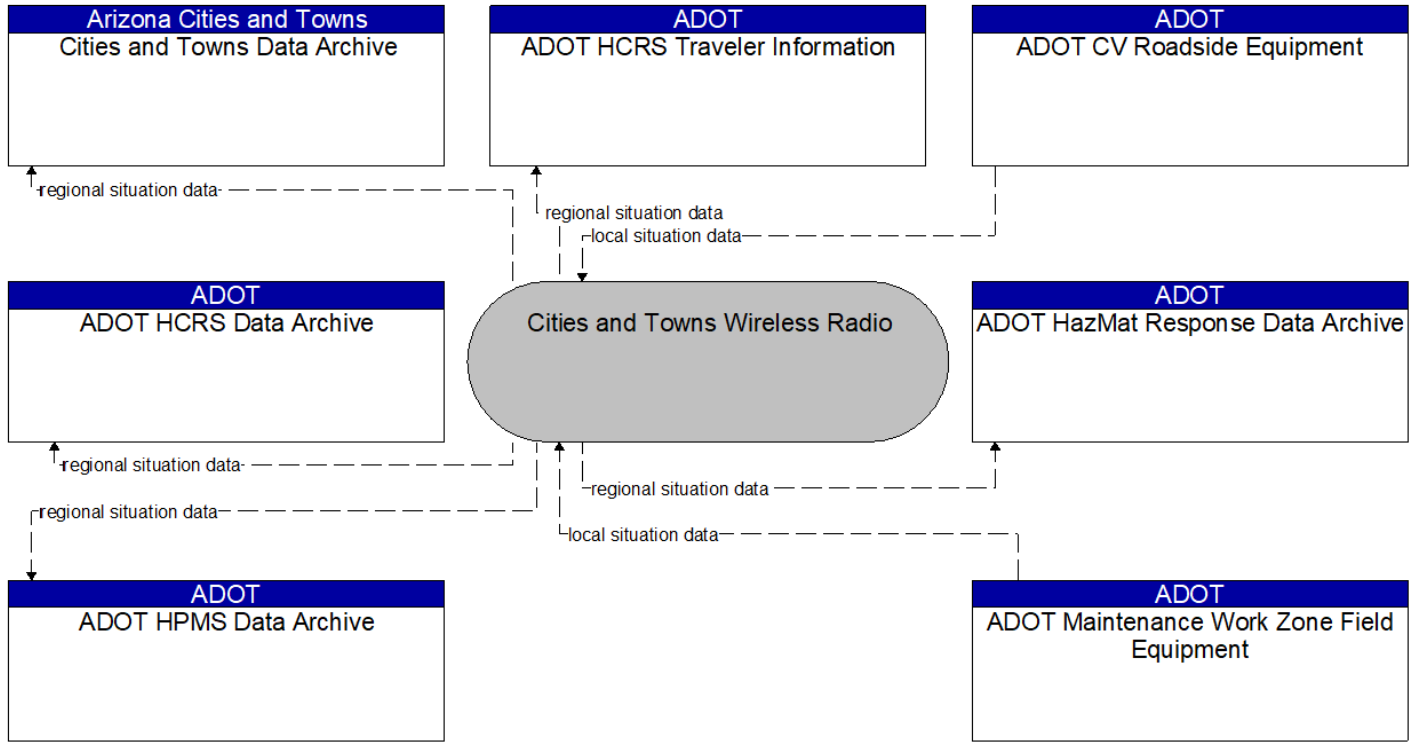 Arizona Cities and Towns
Cities and Towns Data Archive
ADOT
ADOT HCRS Traveler Information
ADOT
ADOT CV Roadside Equipment
regional situation data
regional situation data
local situation data
ADOT
ADOT HCRS Data Archive
Cities and Towns Wireless Radio
ADOT
ADOT HazMat Response Data Archive
regional situation data
regional situation data
regional situation data
local situation data
ADOT
ADOT HPMS Data Archive
ADOT
ADOT Maintenance Work Zone Field
Equipment